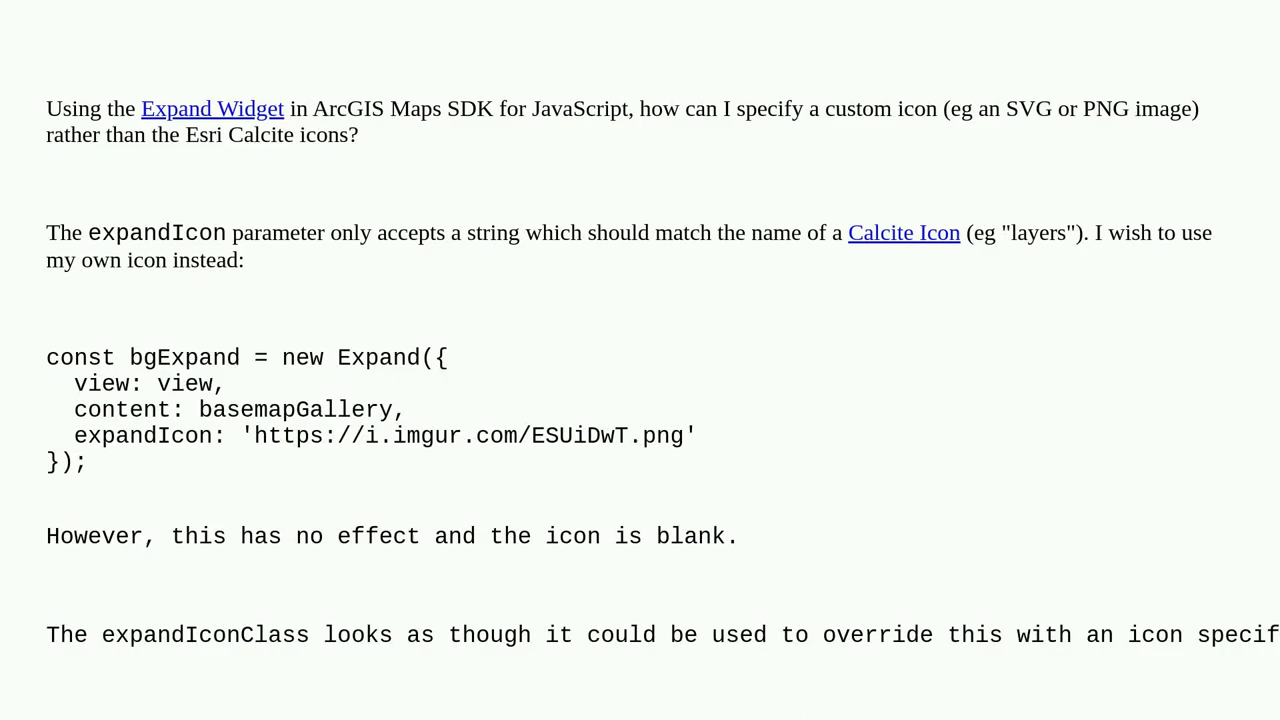 Using the Expand Widget in ArcGIS Maps SDK for JavaScript, how can I specify a custom icon (eg an SVG or PNG image)
rather than the Esri Calcite icons?
The expandIcon parameter only accepts a string which should match the name of a Calcite Icon (eg "layers"). I wish to use
my own icon instead:
const bgExpand = new Expand({
  view: view,
  content: basemapGallery,
  expandIcon: 'https://i.imgur.com/ESUiDwT.png'
});
However, this has no effect and the icon is blank.
The expandIconClass looks as though it could be used to override this with an icon specif